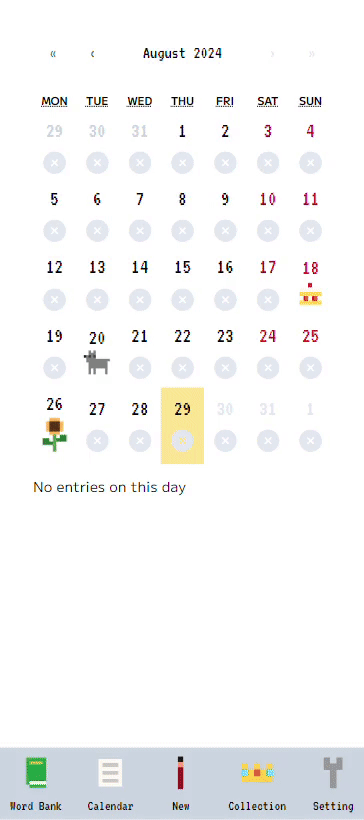 « ‹ August 2024 › »
MON TUE WED THU FRI SAT SUN
29 30 31 1 2 3 4
5 6 7 8 9 10 11
12 13 14 15 16 17 18
19 20 21 22 23 24 25
26 27 28 29 30 31 1
No entries on this day
Word Bank Calendar New Collection Setting